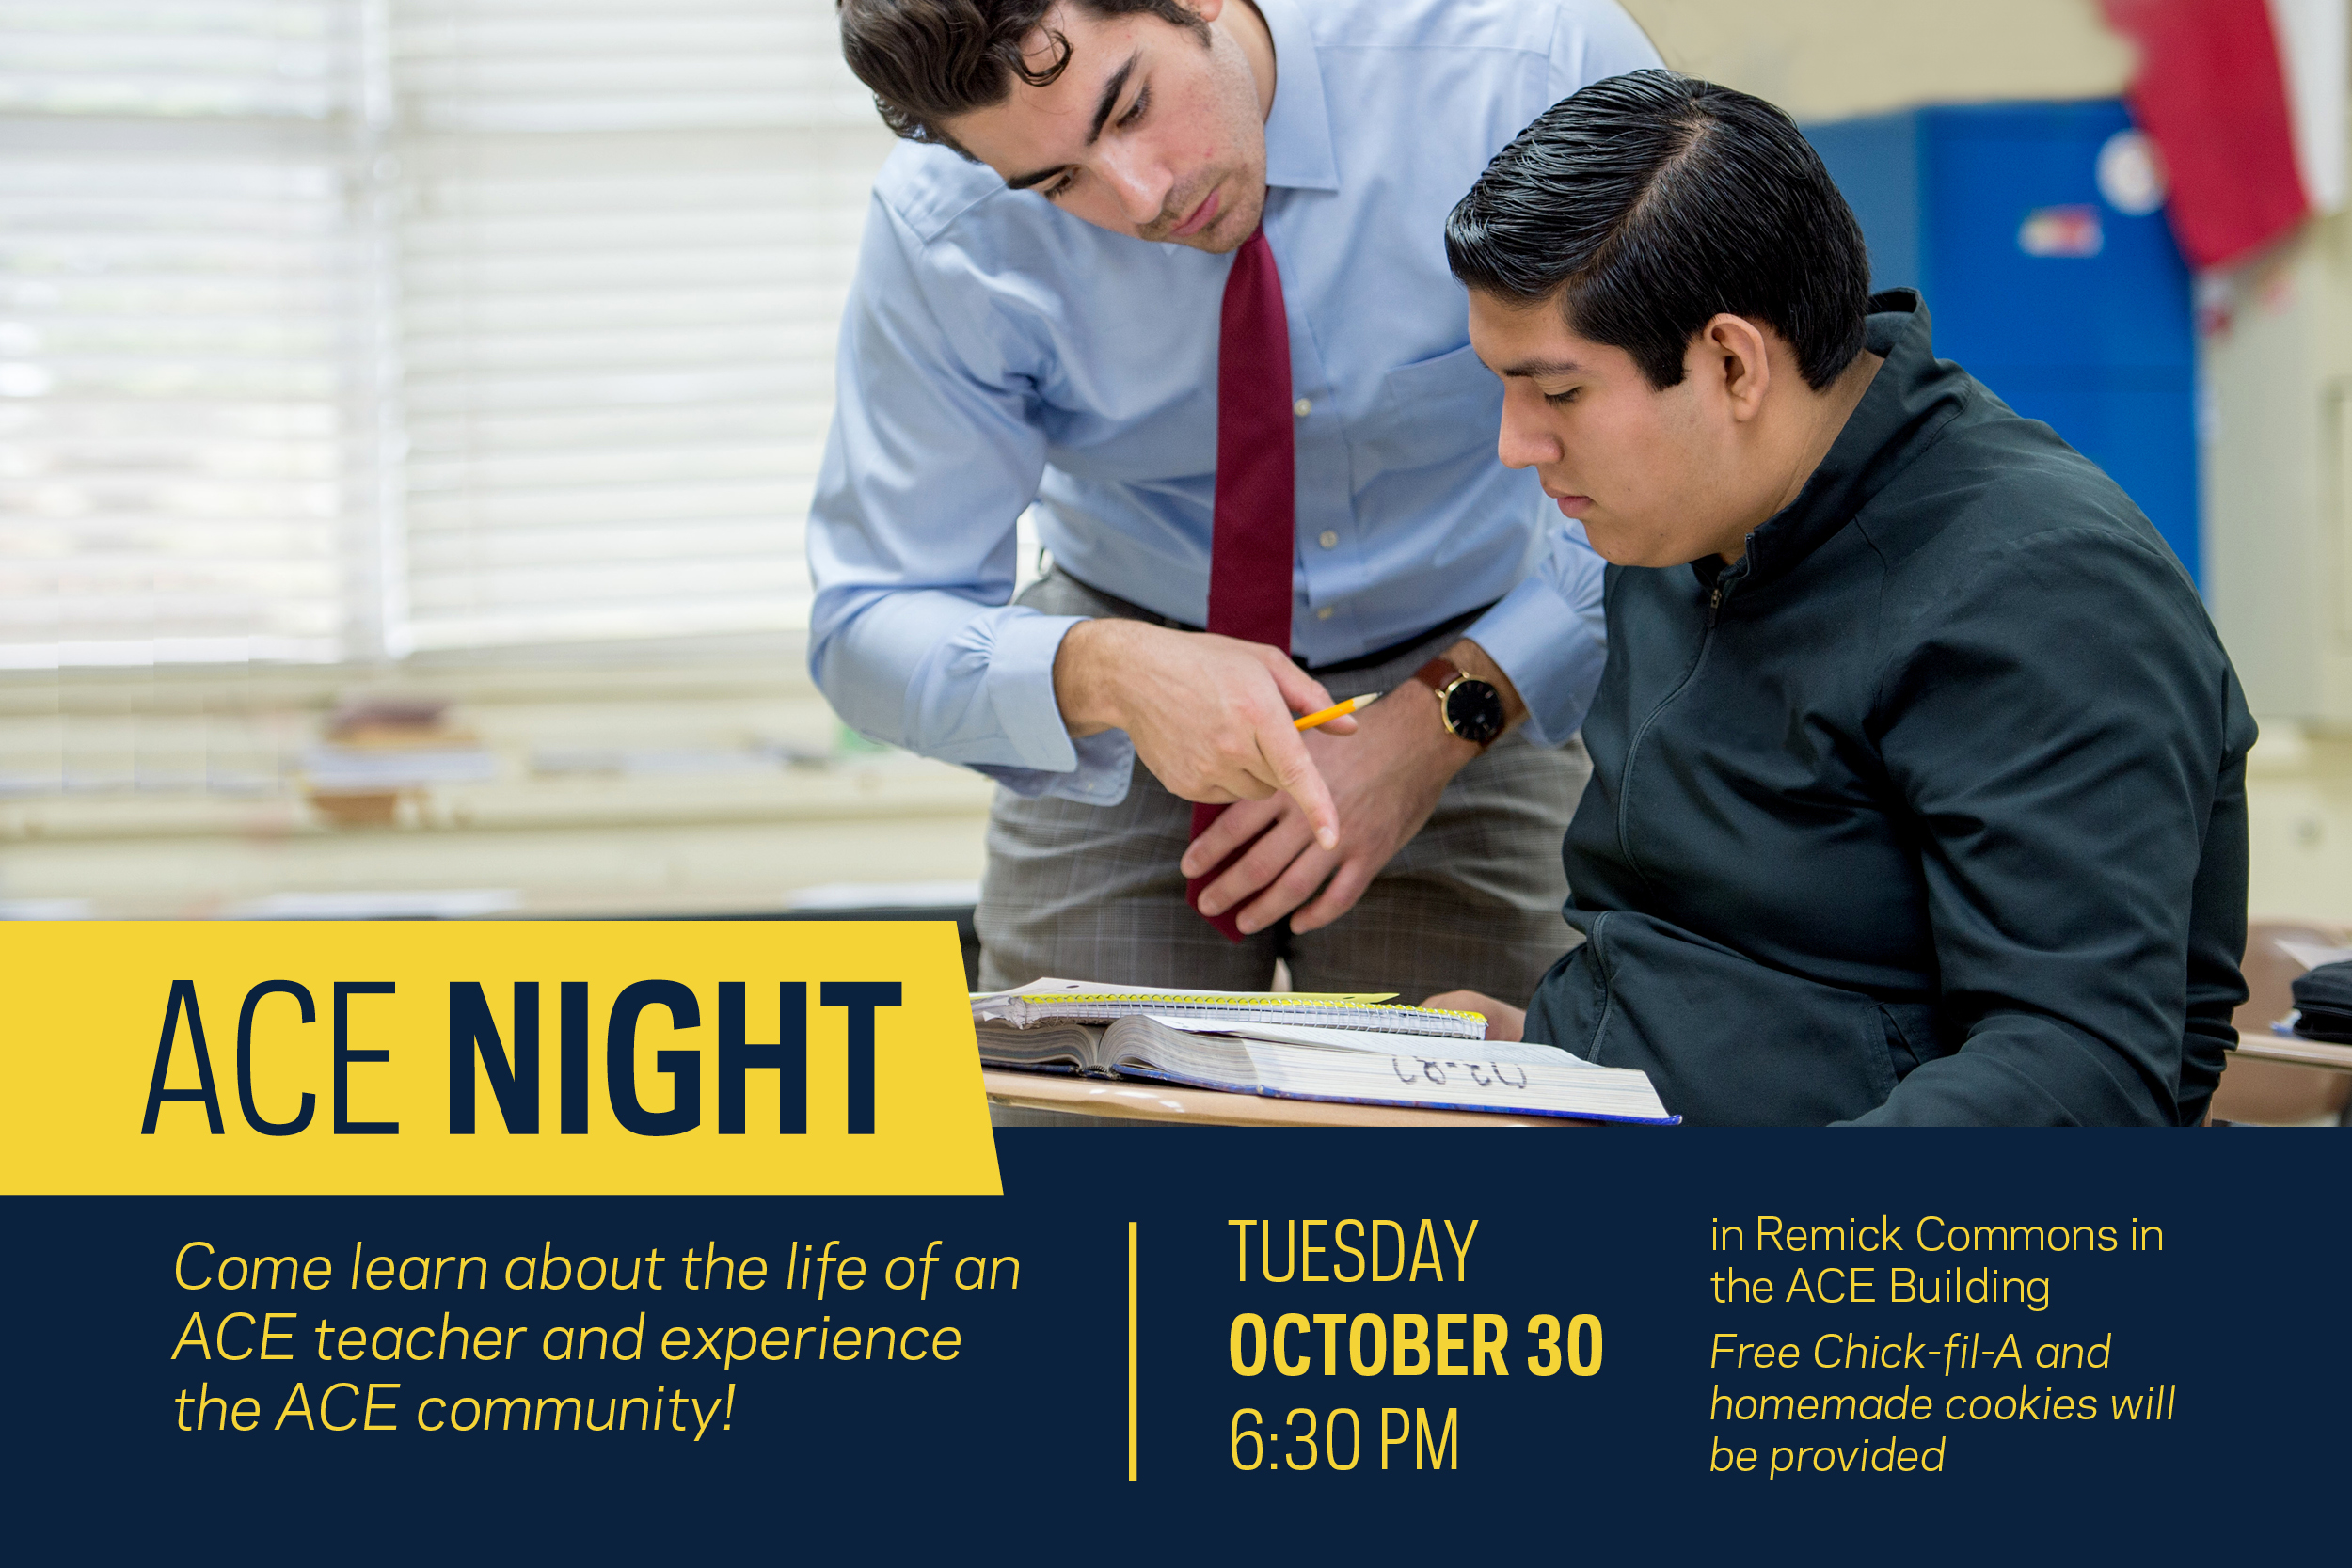 ACE NIGHT
Come learn about the life of an
ACE teacher and experience
the ACE community!
TUESDAY
OCTOBER 30
6:30 PM
in Remick Commons in
the ACE Building
Free Chick-fil-A and
homemade cookies will
be provided